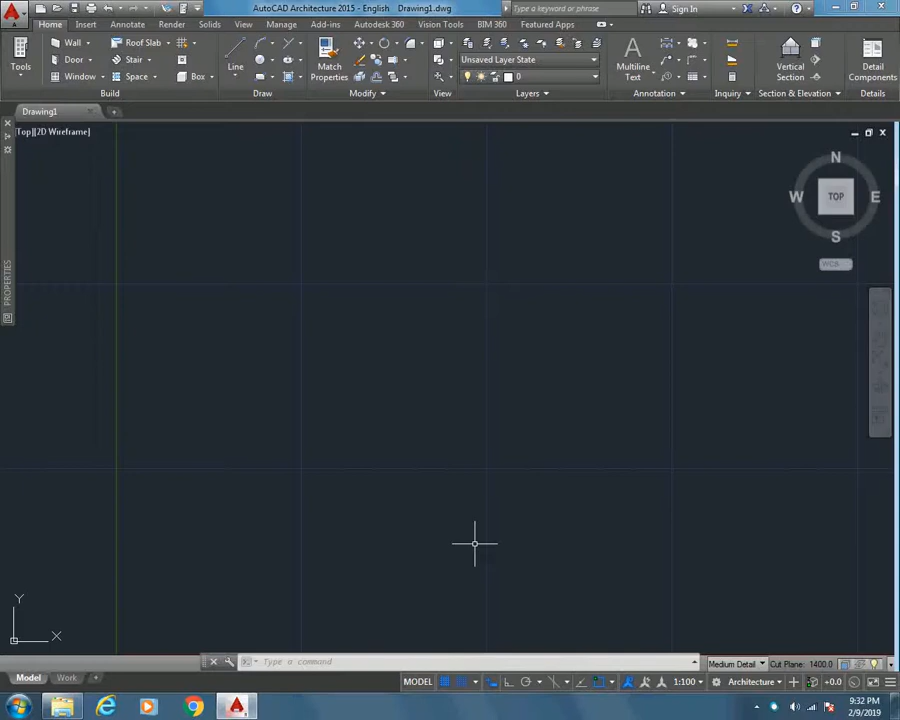 AutoCAD Architecture 2015 - English Drawing1.dwg
Type a keyword or phrase
Sign In
Home Insert Annotate Render Solids View Manage Add-ins Autodesk 360 Vision Tools BIM 360 Featured Apps
Tools
Wall
Door
Window
Roof Slab
Stair
Space
Box
Line
Match
Properties
Unsaved Layer State
0
Multiline
Text
Vertical
Section
Detail
Components
Build Draw Modify View Layers Annotation Inquiry Section & Elevation Details
Drawing1
[Top][2D Wireframe]
N
W TOP E
S
WCS
PROPERTIES
Y
X
Type a command
Medium Detail Cut Plane: 1400.0
Model Work
MODEL 1:100 Architecture +0.0
9:32 PM
2/9/2019